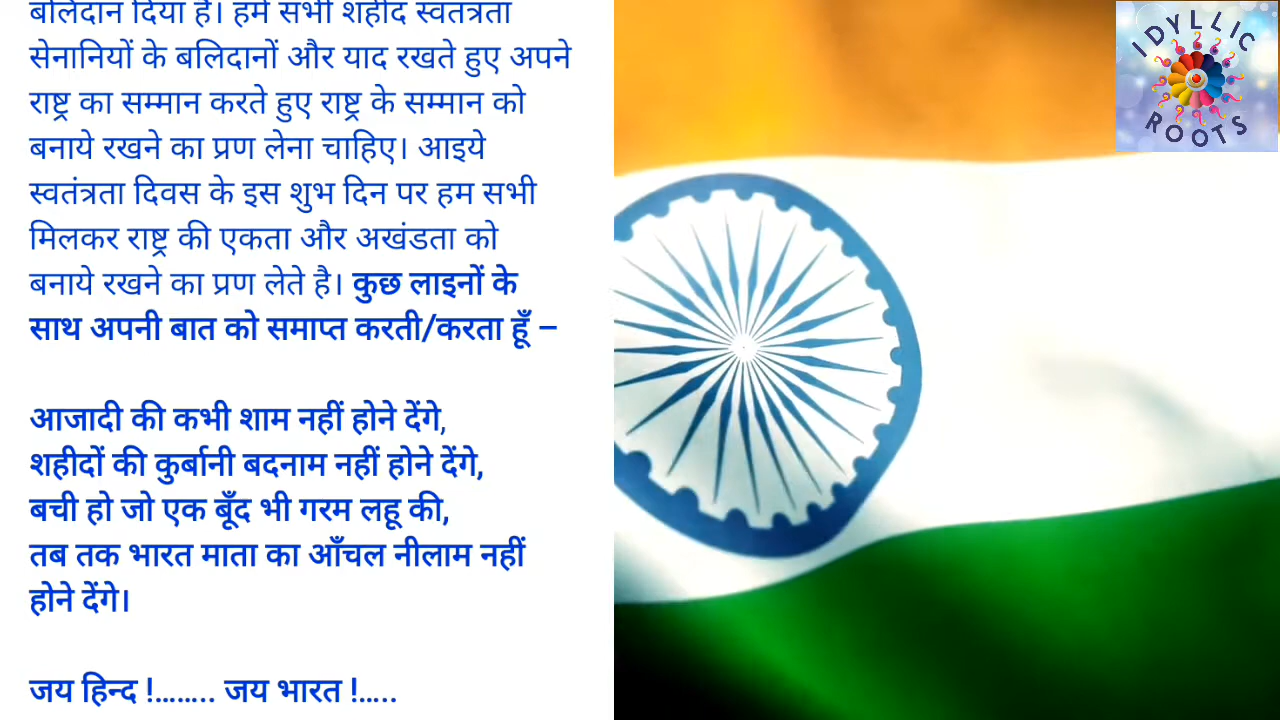 बलिदान दिया है। हमें सभी शहीद स्वतंत्रता
सेनानियों के बलिदानों और याद रखते हुए अपने
राष्ट्र का सम्मान करते हुए राष्ट्र के सम्मान को
बनाये रखने का प्रण लेना चाहिए। आइये
स्वतंत्रता दिवस के इस शुभ दिन पर हम सभी
मिलकर राष्ट्र की एकता और अखंडता को
बनाये रखने का प्रण लेते है। कुछ लाइनों के
साथ अपनी बात को समाप्त करती/करता हूँ –
आजादी की कभी शाम नहीं होने देंगे,
शहीदों की कुर्बानी बदनाम नहीं होने देंगे,
बची हो जो एक बूँद भी गरम लहू की,
तब तक भारत माता का आँचल नीलाम नहीं
होने देंगे।
जय हिन्द !........ जय भारत !.....
IDYLLIC
ROOTS